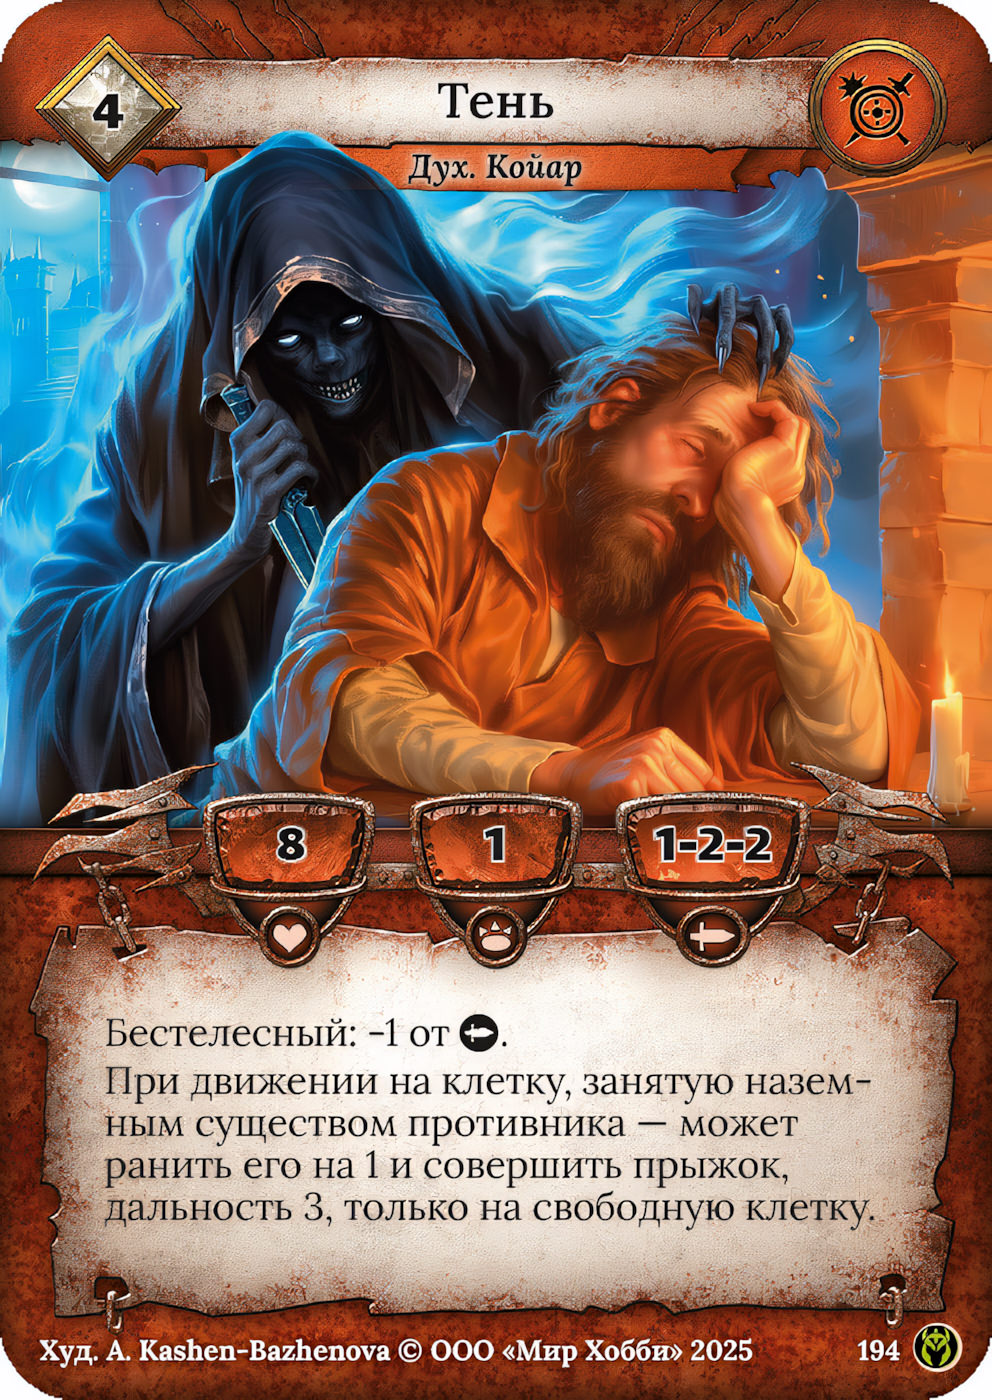 4
Тень
Дух. Койар
8
1
1-2-2
Бестелесный: -1 от .
При движении на клетку, занятую назем-
ным существом противника — может
ранить его на 1 и совершить прыжок,
дальность 3, только на свободную клетку.
Худ. А. Kashen-Bazhenova © ООО «Мир Хобби» 2025
194